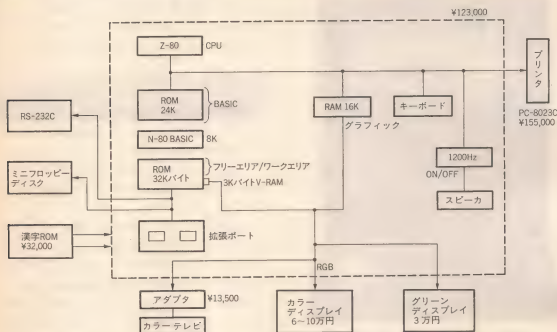 ¥123,000
Z-80
CPU
ROM
24K
BASIC
N-80 BASIC
8K
ROM
32Kバイト
フリーエリア/ワークエリア
3KバイトV-RAM
拡張ポート
RAM 16K
グラフィック
キーボード
1200Hz
ON/OFF
スピーカ
プリンタ
PC-8023C
¥155,000
RS-232C
ミニフロッピー
ディスク
漢字ROM
¥32,000
RGB
アダプタ
¥13,500
カラーテレビ
カラー
ディスプレイ
6~10万円
グリーン
ディスプレイ
3万円